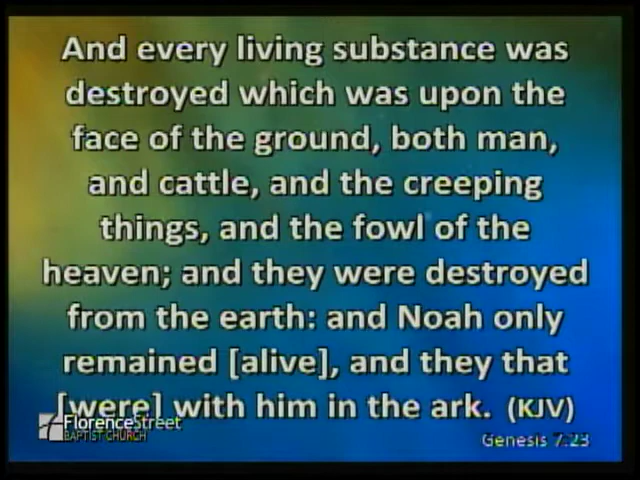 And every living substance was
destroyed which was upon the
face of the ground, both man,
and cattle, and the creeping
things, and the fowl of the
heaven; and they were destroyed
from the earth: and Noah only
remained [alive], and they that
[were] with him in the ark. (KJV)
FlorenceStreet
BAPTIST CHURCH
Genesis 7:23